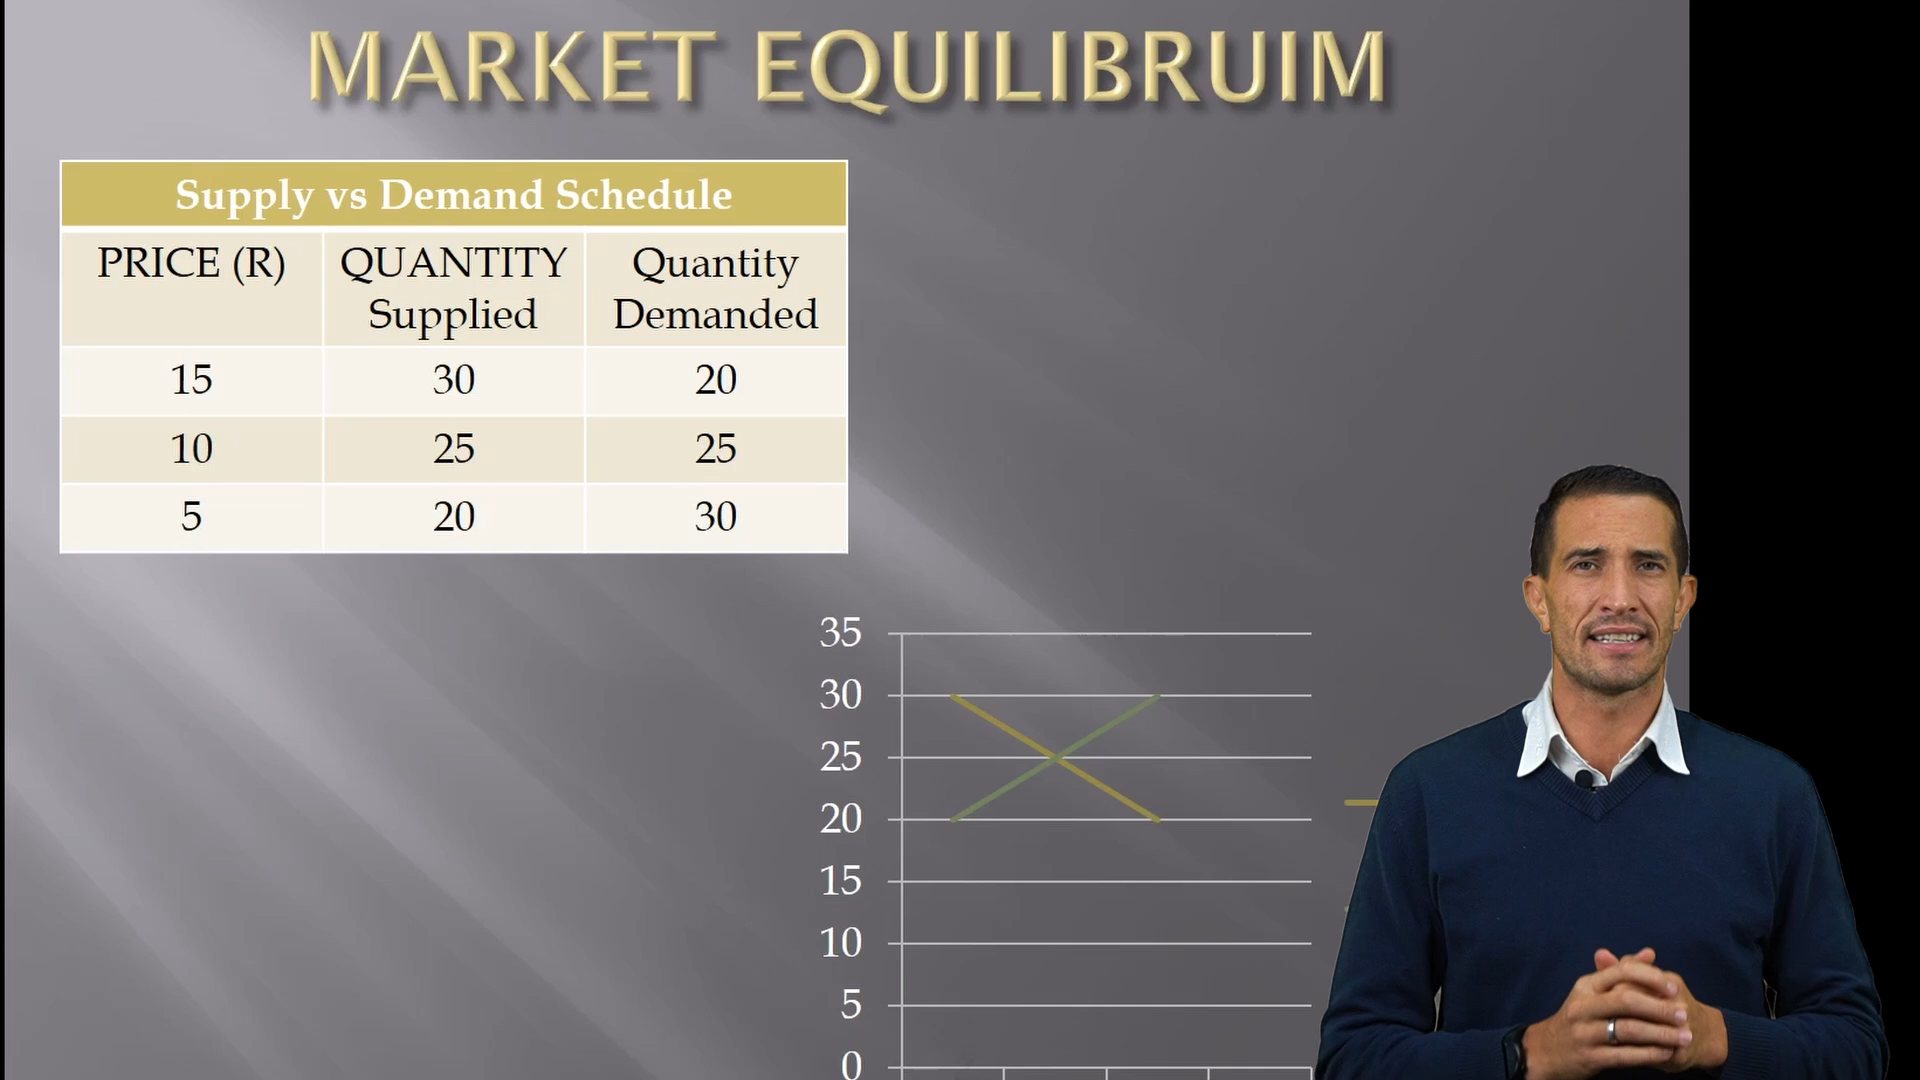 MARKET EQUILIBRUIM
Supply vs Demand Schedule
PRICE (R) QUANTITY Supplied Quantity Demanded
15 30 20
10 25 25
5 20 30
35
30
25
20
15
10
5
0